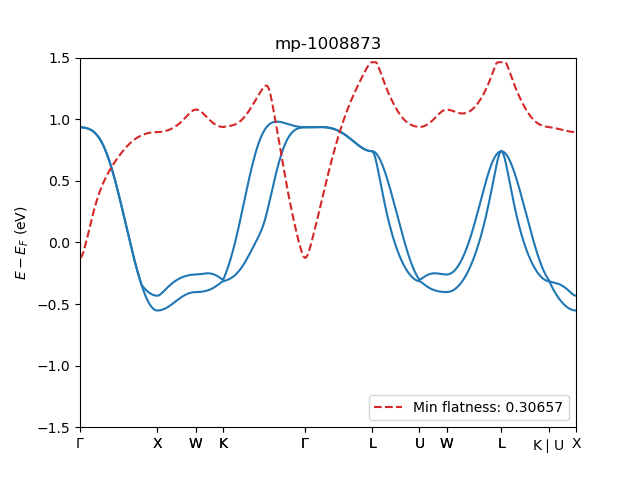 mp-1008873
1.5
1.0
0.5
0.0
−0.5
−1.0
−1.5
E − E_F (eV)
Min flatness: 0.30657
Γ X W K Γ L U W L K | U X